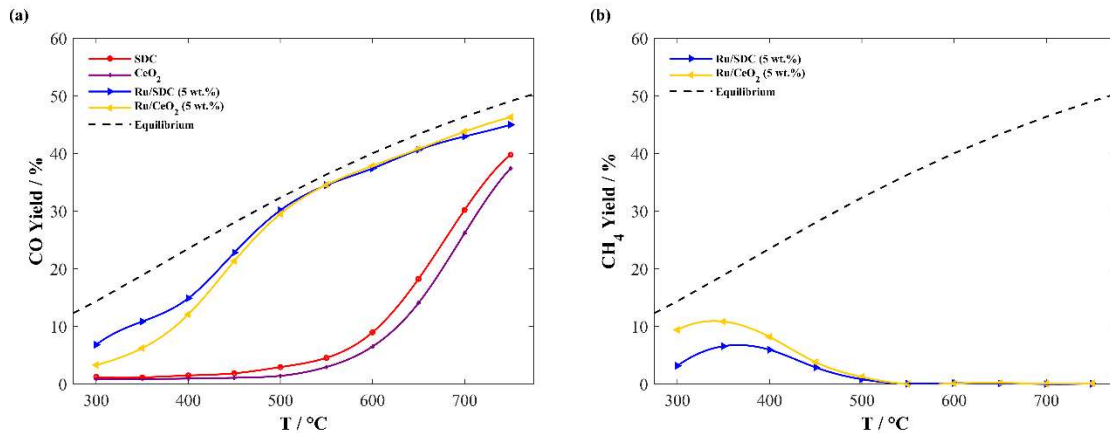 (a)
60
50
40
30
20
10
0
CO Yield / %
SDC
CeO₂
Ru/SDC (5 wt.%)
Ru/CeO₂ (5 wt.%)
Equilibrium
300 400 500 600 700
T / °C
(b)
60
50
40
30
20
10
0
CH₄ Yield / %
Ru/SDC (5 wt.%)
Ru/CeO₂ (5 wt.%)
Equilibrium
300 400 500 600 700
T / °C